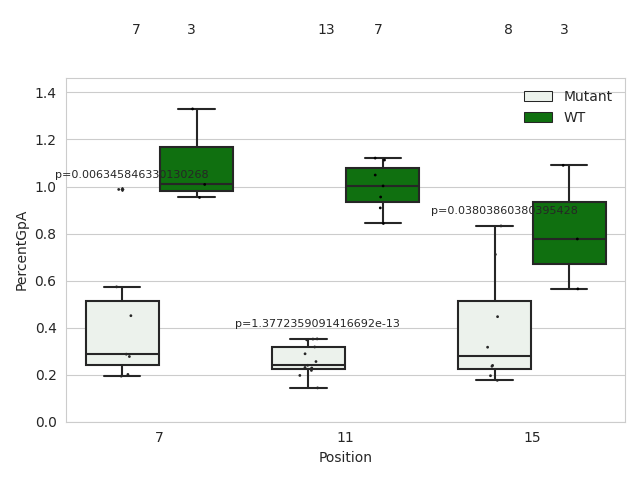 7 3 13 7 8 3
Mutant
WT
1.4
1.2
1.0
0.8
0.6
0.4
0.2
0.0
PercentGpA
p=0.006345846330130268
p=1.3772359091416692e-13
p=0.03803860380395428
7 11 15
Position